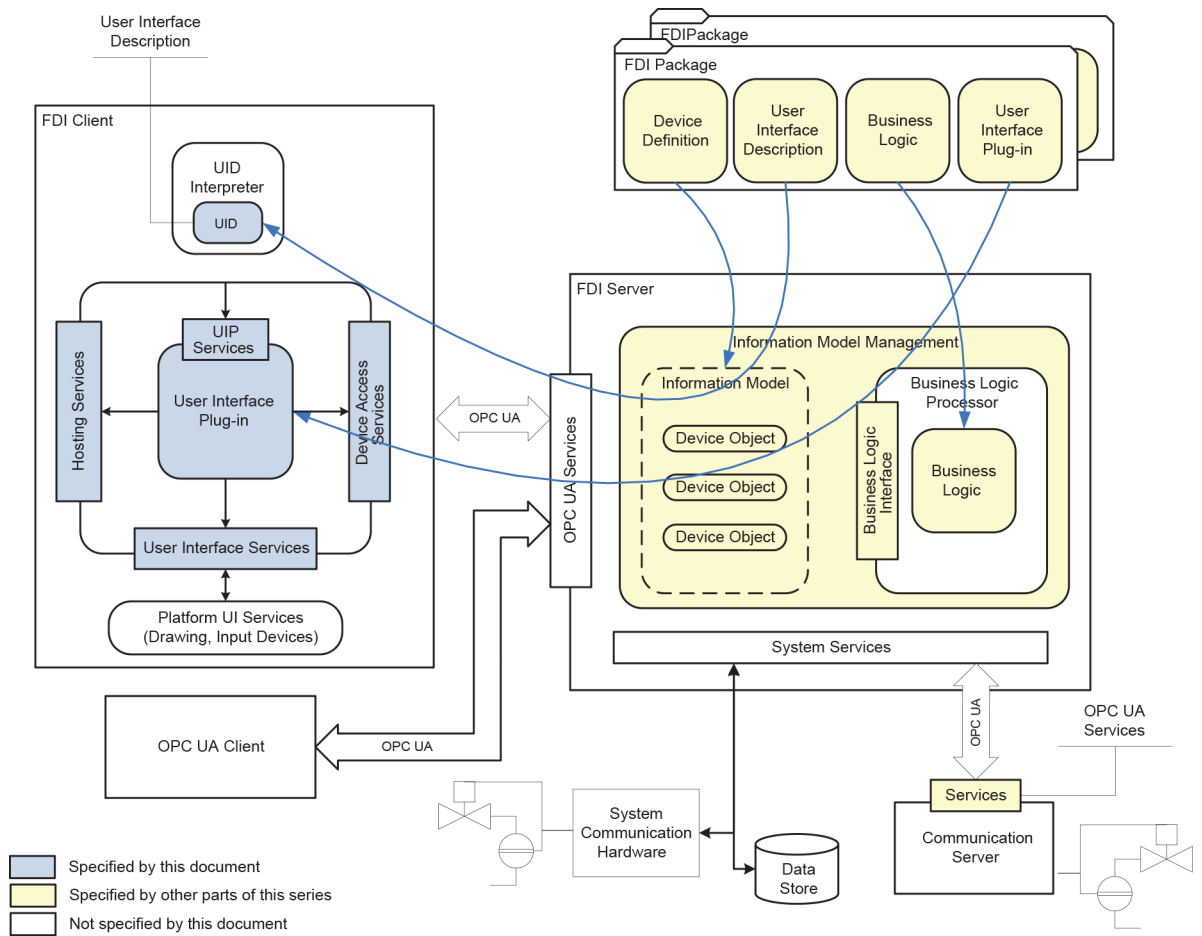 User Interface
Description
FDIPackage
FDI Package
Device
Definition
User
Interface
Description
Business
Logic
User
Interface
Plug-in
FDI Client
UID
Interpreter
UID
UIP
Services
Hosting Services
User Interface
Plug-in
Device Access
Services
User Interface Services
Platform UI Services
(Drawing, Input Devices)
OPC UA
FDI Server
OPC UA Services
Information Model Management
Information Model
Device Object
Device Object
Device Object
Business Logic
Processor
Business Logic
Interface
Business
Logic
System Services
OPC UA Client
OPC UA
OPC UA
OPC UA
Services
System
Communication
Hardware
Data
Store
Services
Communication
Server
Specified by this document
Specified by other parts of this series
Not specified by this document